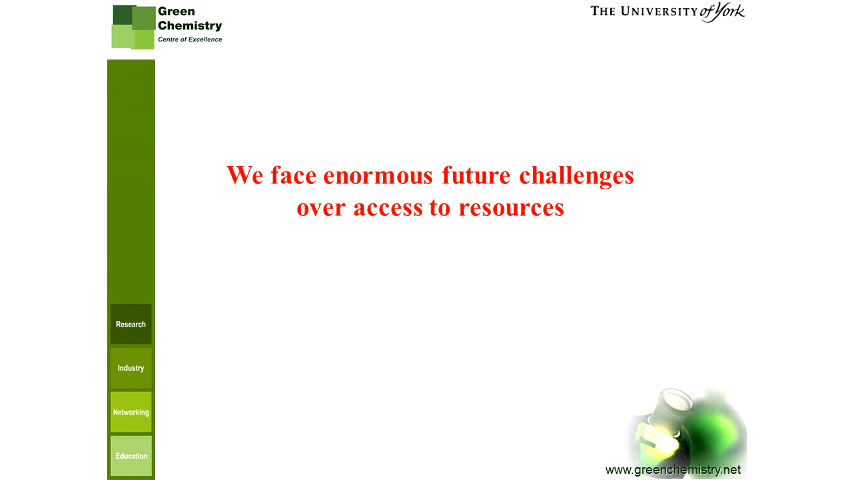 Green
Chemistry
Centre of Excellence
THE UNIVERSITY of York
We face enormous future challenges
over access to resources
Research
Industry
Networking
Education
www.greenchemistry.net